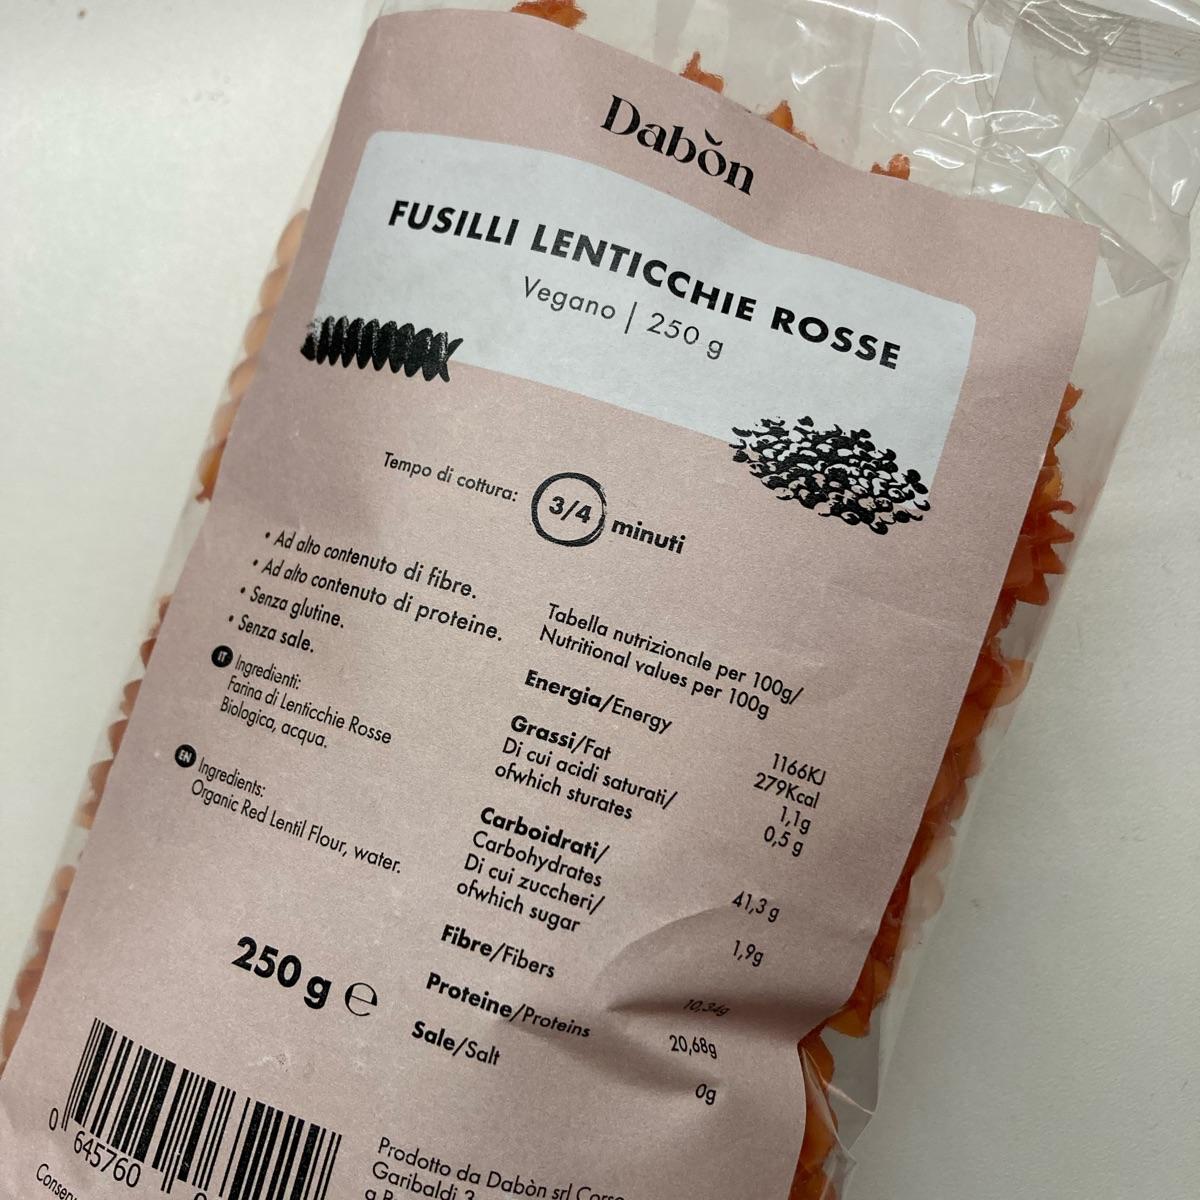 Dabòn
FUSILLI LENTICCHIE ROSSE
Vegano | 250 g
Tempo di cottura: 3/4 minuti
• Ad alto contenuto di fibre.
• Ad alto contenuto di proteine.
• Senza glutine.
• Senza sale.
IT Ingredienti:
Farina di Lenticchie Rosse
Biologica, acqua.
EN Ingredients:
Organic Red Lentil Flour, water.
250 g ℮
Tabella nutrizionale per 100g/
Nutritional values per 100g
Energia/Energy
1166KJ
279Kcal
Grassi/Fat
1,1g
Di cui acidi saturati/
ofwhich sturates
0,5 g
Carboidrati/
Carbohydrates
41,3 g
Di cui zuccheri/
ofwhich sugar
1,9g
Fibre/Fibers
10,34g
Proteine/Proteins
20,68g
Sale/Salt
0g
0 645760
Prodotto da Dabòn srl Corso
Garibaldi